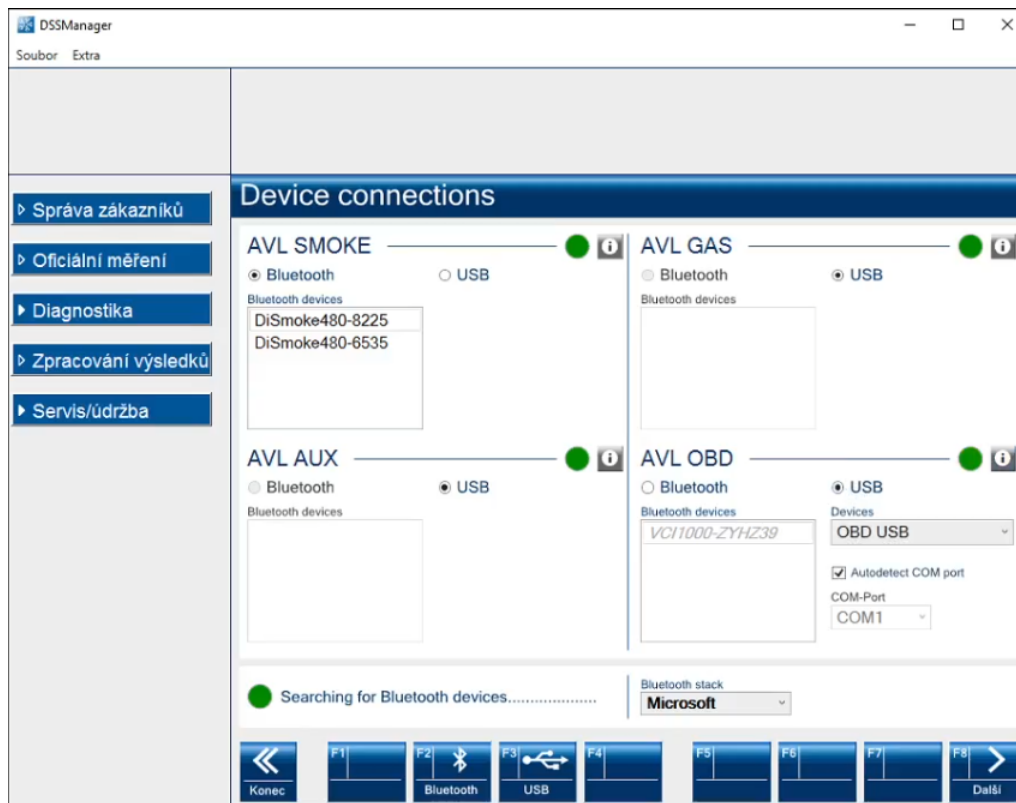 DSSManager
Soubor Extra
Správa zákazníků
Oficiální měření
Diagnostika
Zpracování výsledků
Servis/údržba
Device connections
AVL SMOKE
Bluetooth USB
Bluetooth devices
DiSmoke480-8225
DiSmoke480-6535
AVL GAS
Bluetooth USB
Bluetooth devices
AVL AUX
Bluetooth USB
Bluetooth devices
AVL OBD
Bluetooth USB
Bluetooth devices
VCI1000-ZYHZ39
Devices
OBD USB
Autodetect COM port
COM-Port
COM1
Searching for Bluetooth devices...................
Bluetooth stack
Microsoft
Konec
F1
F2 Bluetooth
F3 USB
F4
F5
F6
F7
F8 Další